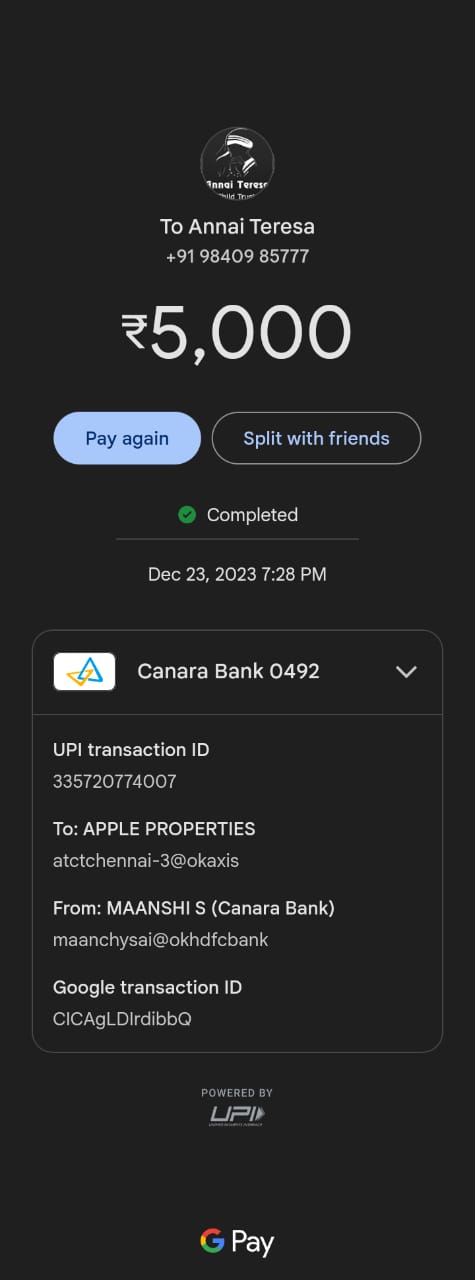 Annai Teresa
To Annai Teresa
+91 98409 85777
₹5,000
Pay again
Split with friends
Completed
Dec 23, 2023 7:28 PM
Canara Bank 0492
UPI transaction ID
335720774007
To: APPLE PROPERTIES
atctchennai-3@okaxis
From: MAANSHI S (Canara Bank)
maanchysai@okhdfcbank
Google transaction ID
CICAgLDIrdibbQ
POWERED BY
UPI
UNIFIED PAYMENTS INTERFACE
G Pay